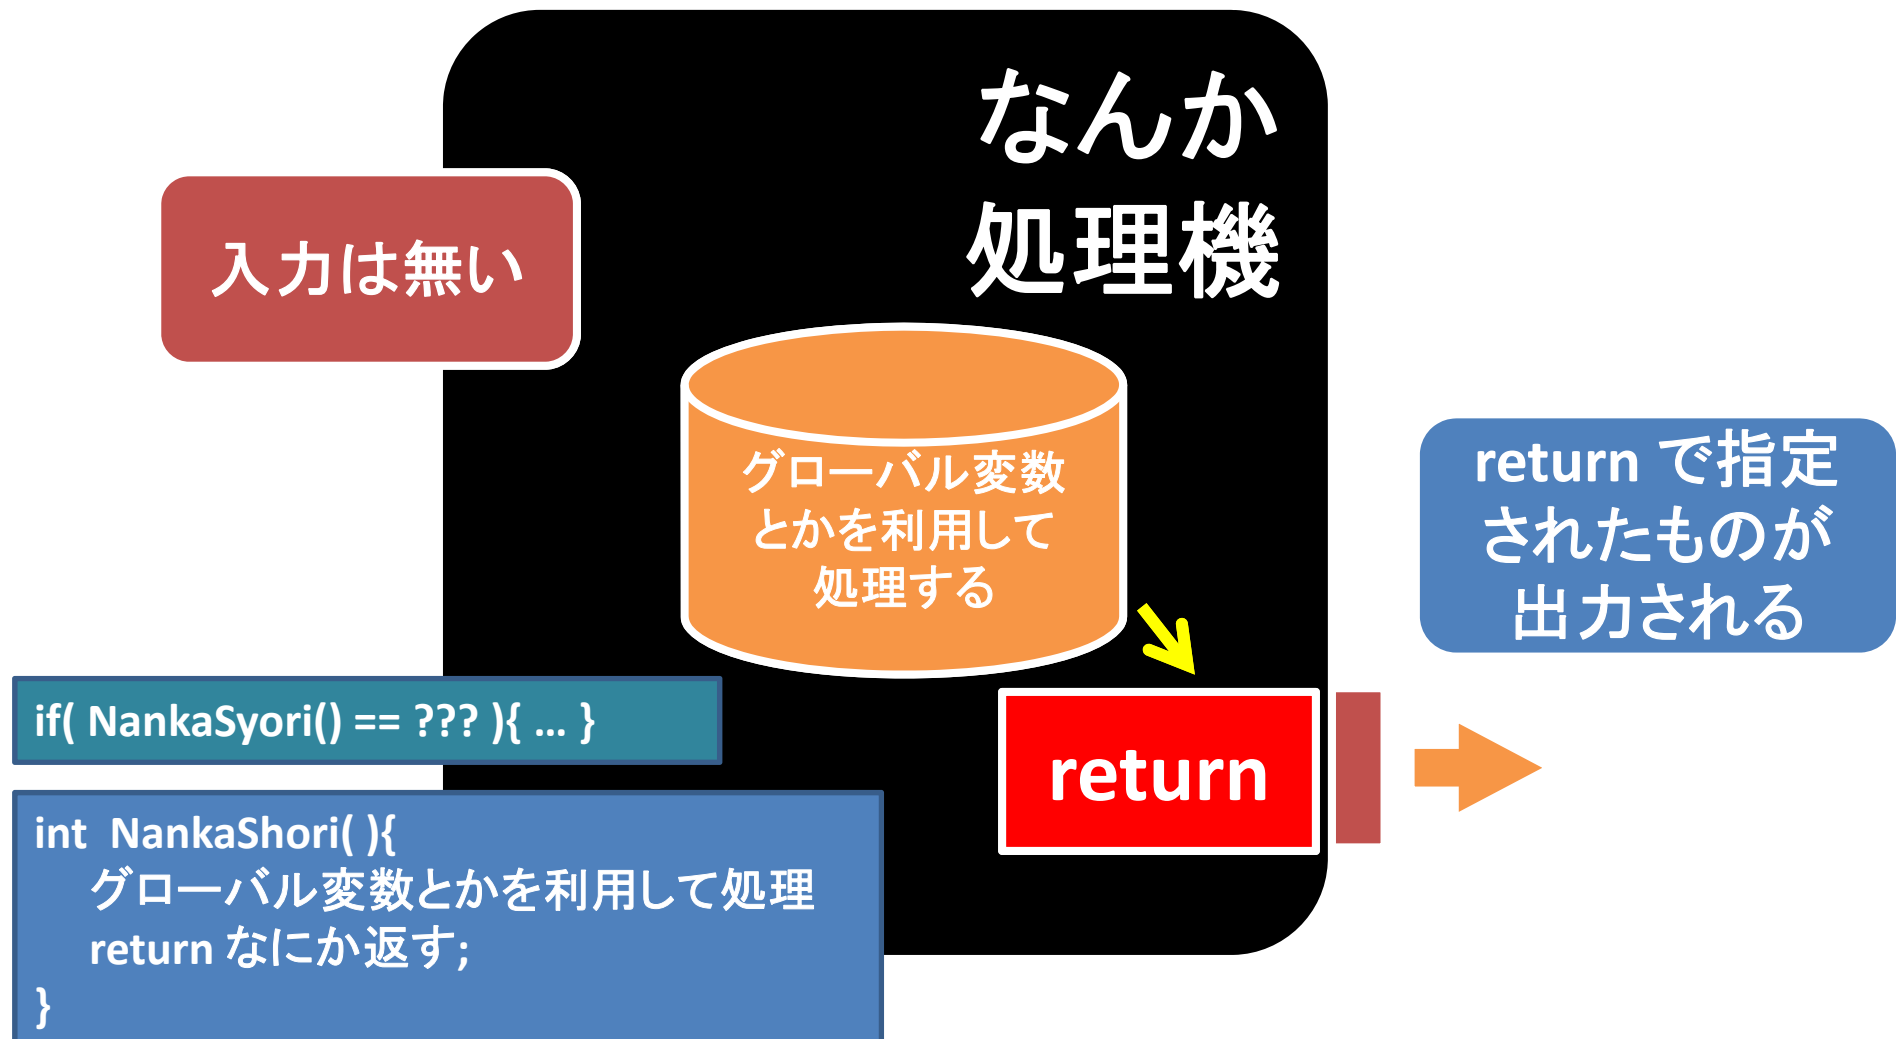 なんか
処理機
入力は無い
グローバル変数
とかを利用して
処理する
return で指定
されたものが
出力される
return
if( NankaSyori() == ??? ){ ... }
int  NankaShori( ){
グローバル変数とかを利用して処理
return なにか返す;
}